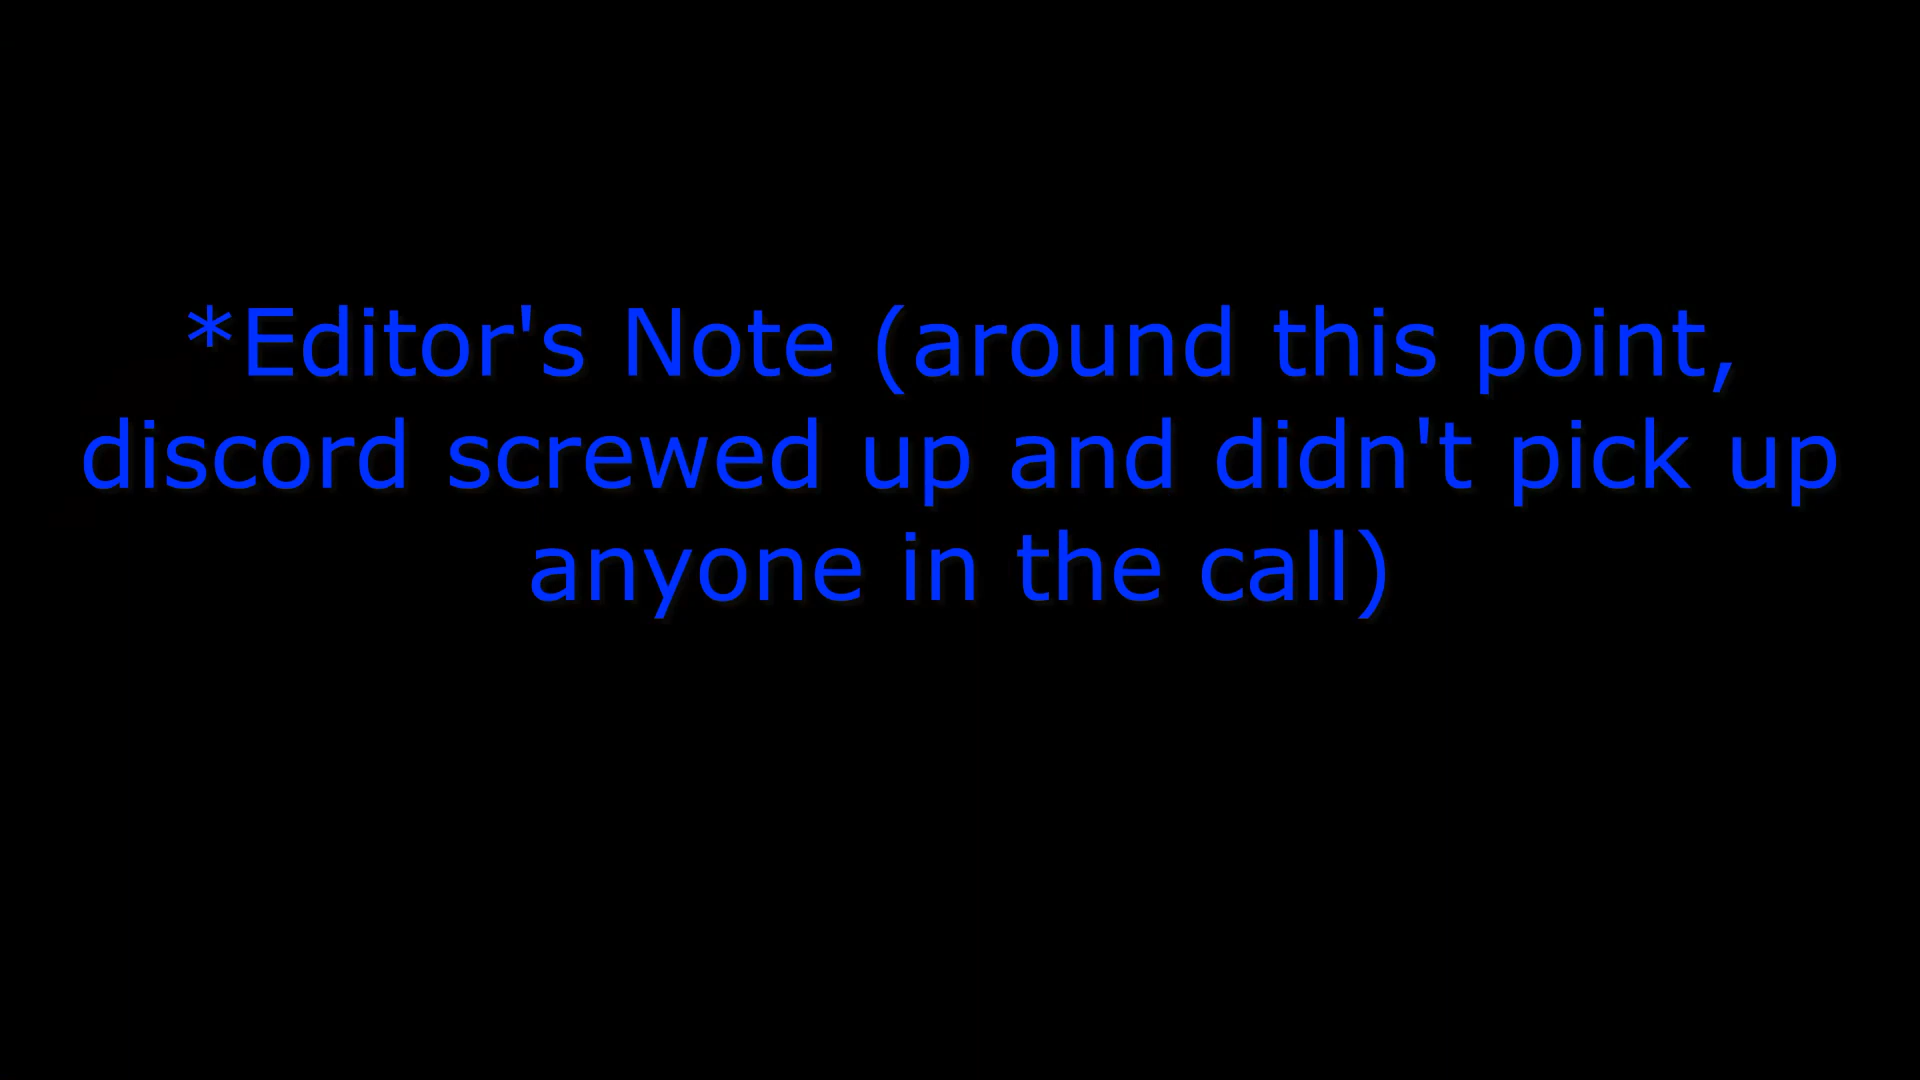 *Editor's Note (around this point,
discord screwed up and didn't pick up
anyone in the call)